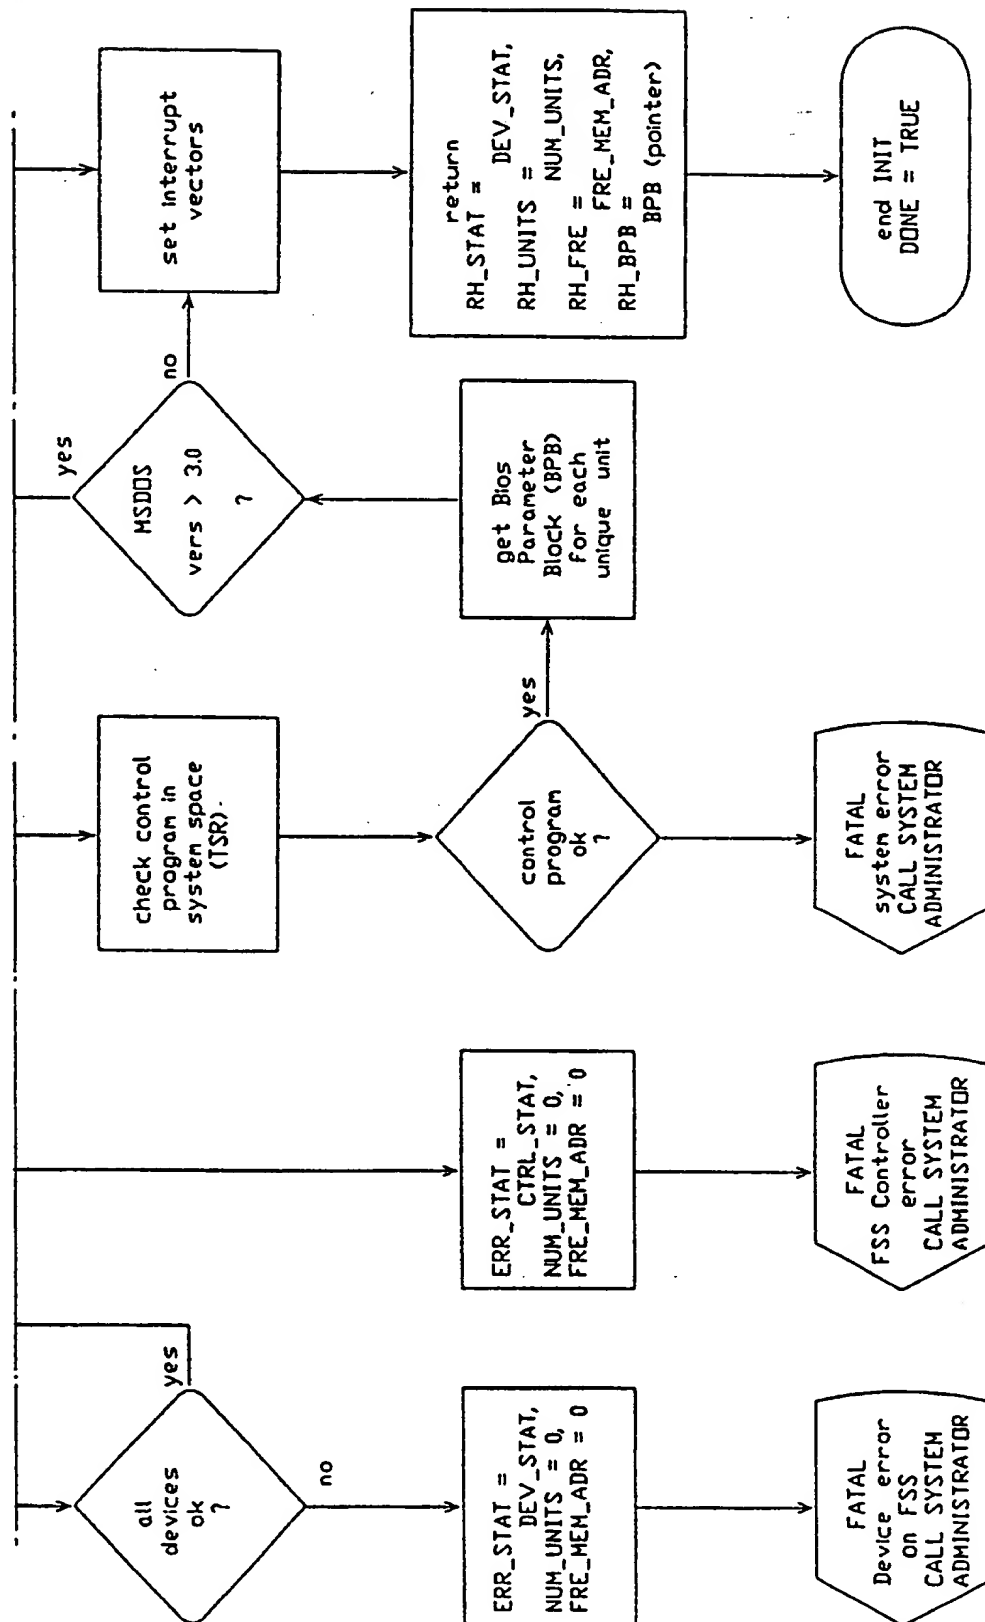 all
devices
ok
?
yes
no
ERR_STAT =
DEV_STAT,
NUM_UNITS = 0,
FRE_MEM_ADR = 0
FATAL
Device error
on FSS
CALL SYSTEM
ADMINISTRATOR
ERR_STAT =
CTRL_STAT,
NUM_UNITS = 0,
FRE_MEM_ADR = 0
FATAL
FSS Controller
error
CALL SYSTEM
ADMINISTRATOR
check control
program in
system space
(TSR).
control
program
ok
?
yes
FATAL
system error
CALL SYSTEM
ADMINISTRATOR
get Bios
Parameter
Block (BPB)
for each
unique unit
MSDOS
vers > 3.0
?
yes
no
set interrupt
vectors
return
RH_STAT =
DEV_STAT,
RH_UNITS =
NUM_UNITS,
RH_FRE =
FRE_MEM_ADR,
RH_BPB =
BPB (pointer)
end INIT
DONE = TRUE